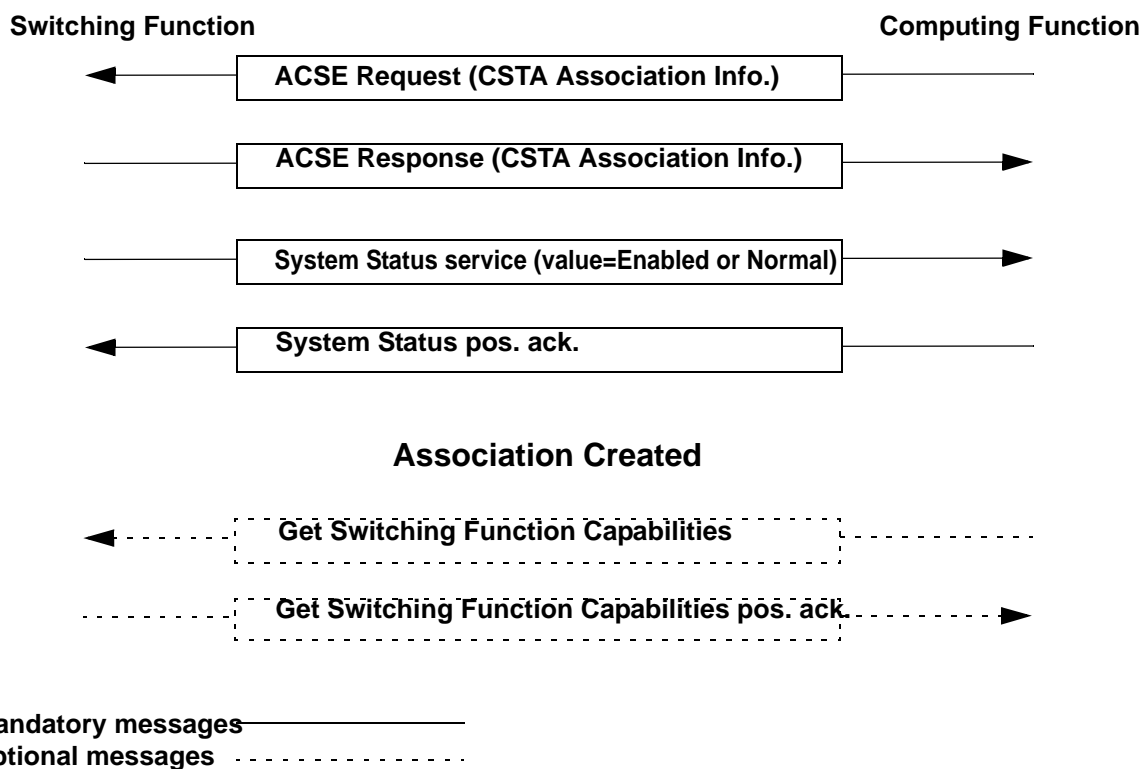 Switching Function
Computing Function
ACSE Request (CSTA Association Info.)
ACSE Response (CSTA Association Info.)
System Status service (value=Enabled or Normal)
System Status pos. ack.
Association Created
Get Switching Function Capabilities
Get Switching Function Capabilities pos. ack.
andatory messages
ptional messages